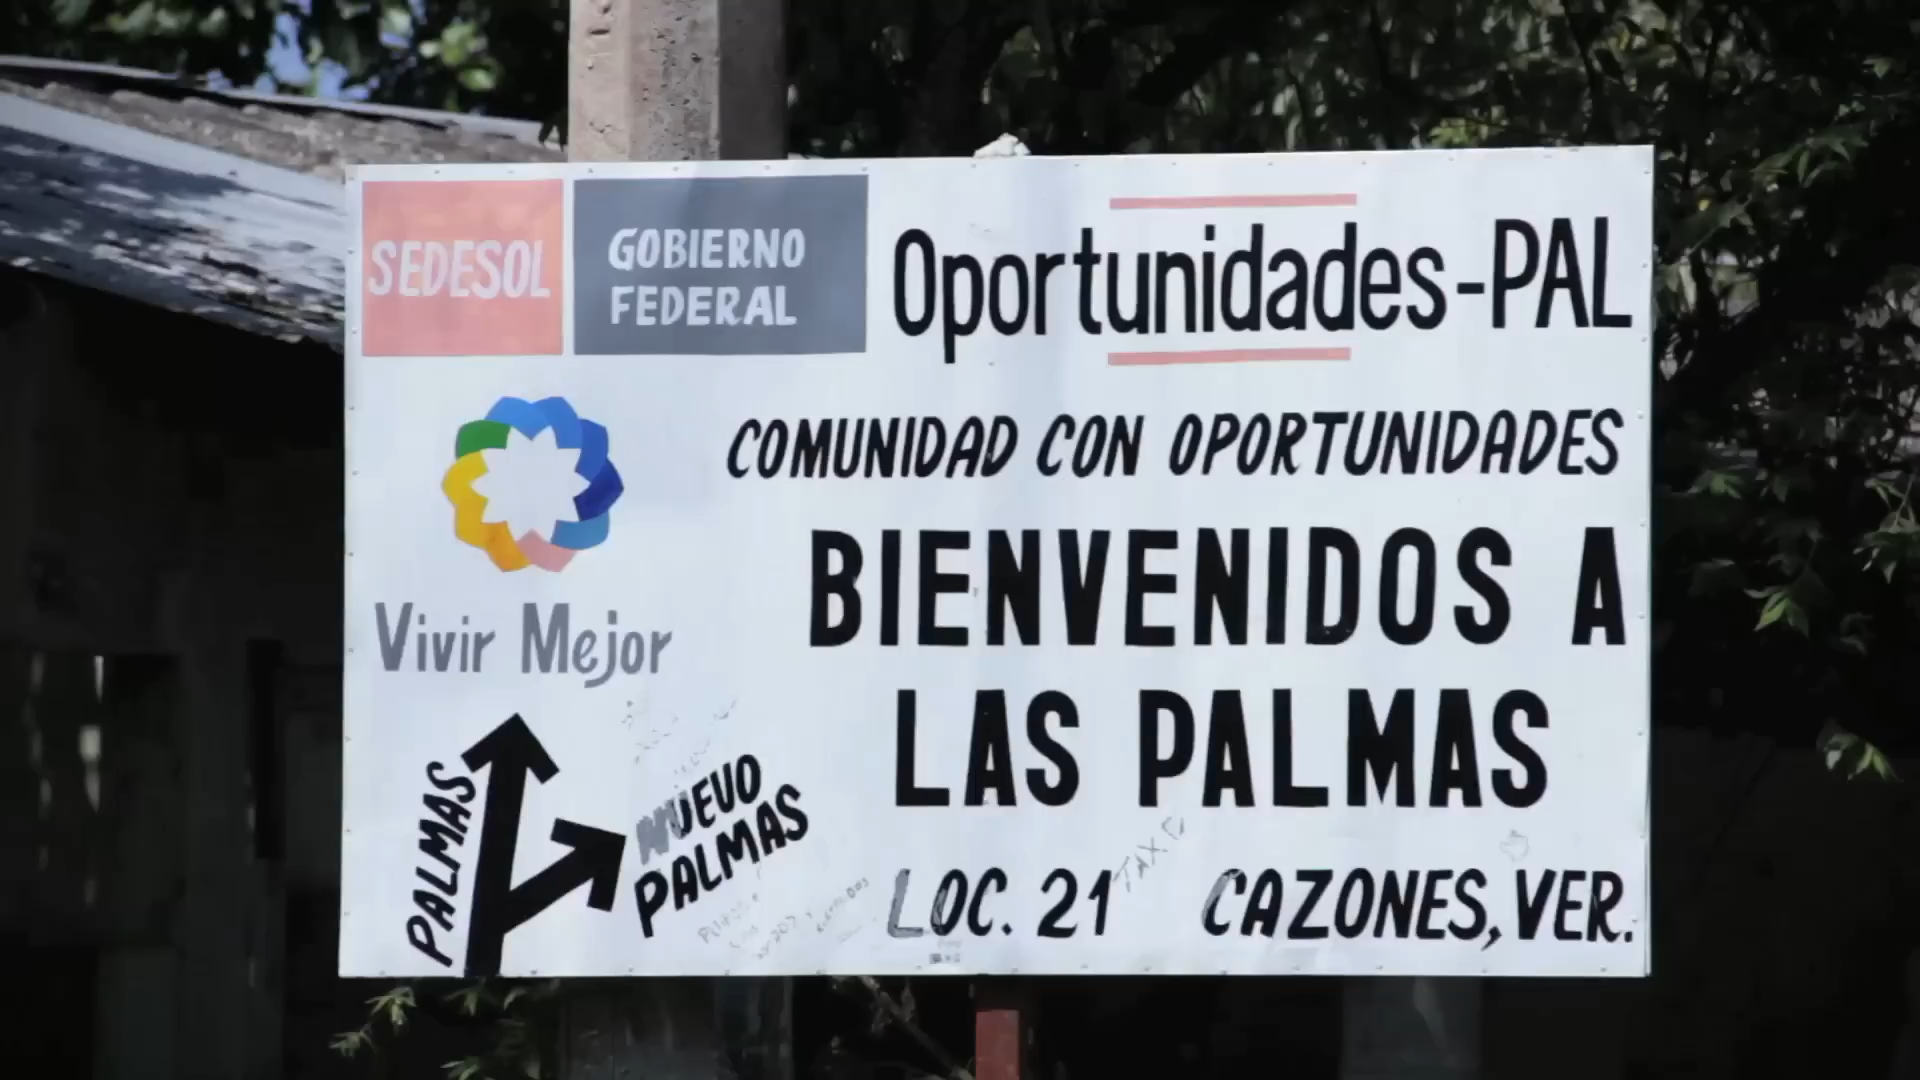 SEDESOL
GOBIERNO
FEDERAL
Oportunidades-PAL
COMUNIDAD CON OPORTUNIDADES
Vivir Mejor
BIENVENIDOS A
LAS PALMAS
PALMAS
NUEVO
PALMAS
LOC. 21 CAZONES, VER.